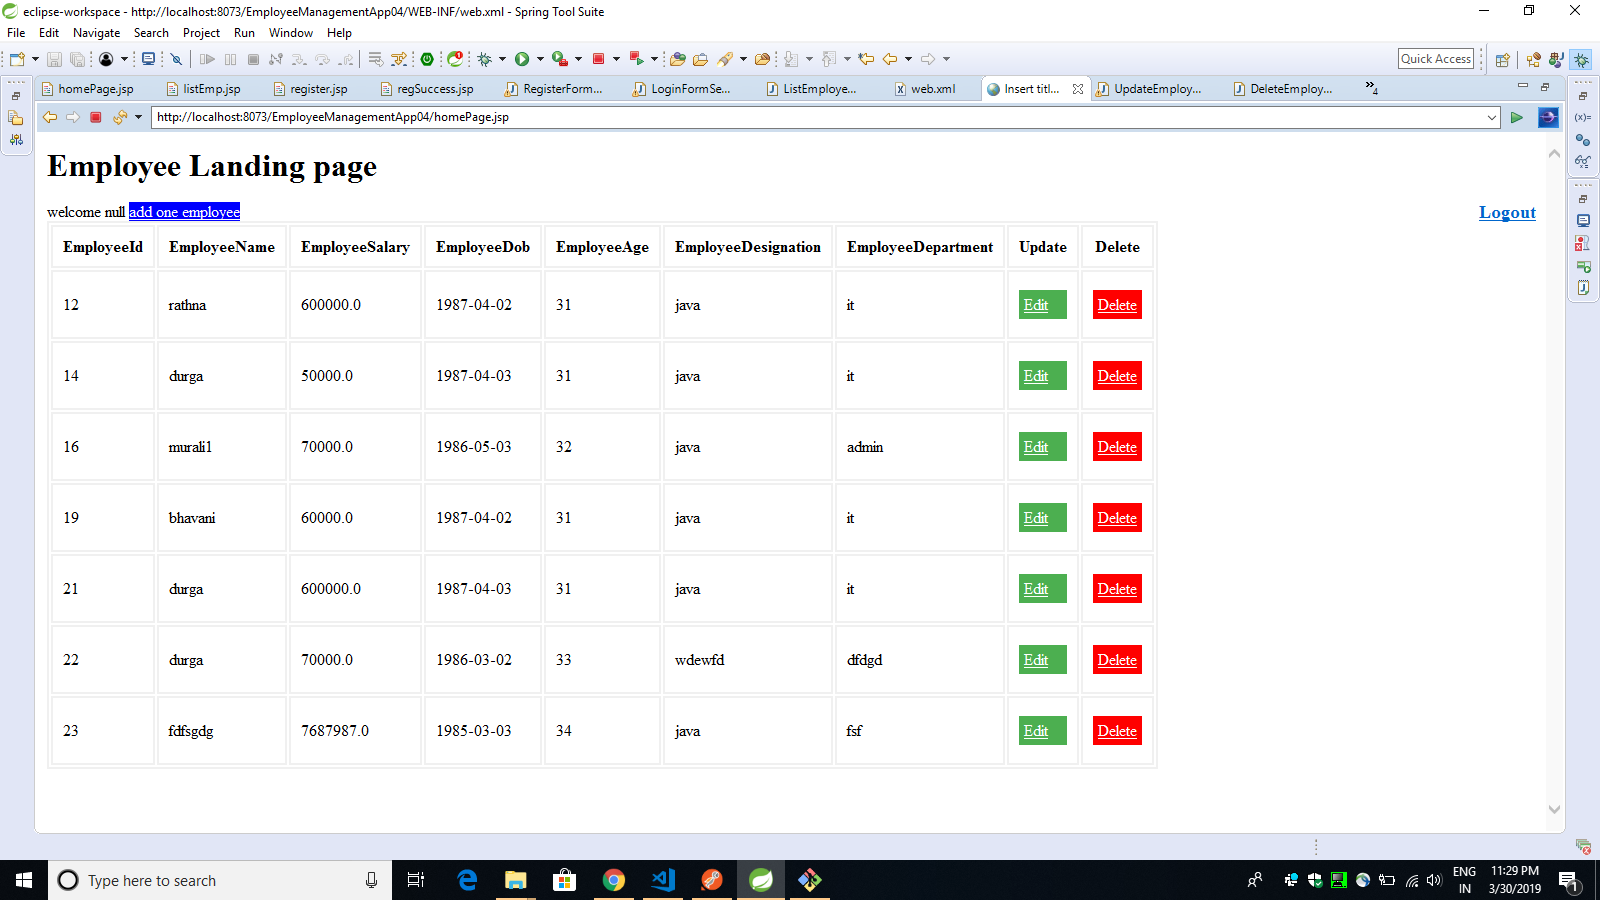 eclipse-workspace - http://localhost:8073/EmployeeManagementApp04/WEB-INF/web.xml - Spring Tool Suite
File Edit Navigate Search Project Run Window Help
Quick Access
homePage.jsp listEmp.jsp register.jsp regSuccess.jsp RegisterForm... LoginFormSe... ListEmploye... web.xml Insert titl... UpdateEmploy... DeleteEmploy... »4
http://localhost:8073/EmployeeManagementApp04/homePage.jsp
Employee Landing page
welcome null add one employee Logout
EmployeeId EmployeeName EmployeeSalary EmployeeDob EmployeeAge EmployeeDesignation EmployeeDepartment Update Delete
12 rathna 600000.0 1987-04-02 31 java it Edit Delete
14 durga 50000.0 1987-04-03 31 java it Edit Delete
16 murali1 70000.0 1986-05-03 32 java admin Edit Delete
19 bhavani 60000.0 1987-04-02 31 java it Edit Delete
21 durga 600000.0 1987-04-03 31 java it Edit Delete
22 durga 70000.0 1986-03-02 33 wdewfd dfdgd Edit Delete
23 fdfsgdg 7687987.0 1985-03-03 34 java fsf Edit Delete
Type here to search
ENG 11:29 PM
IN 3/30/2019 1